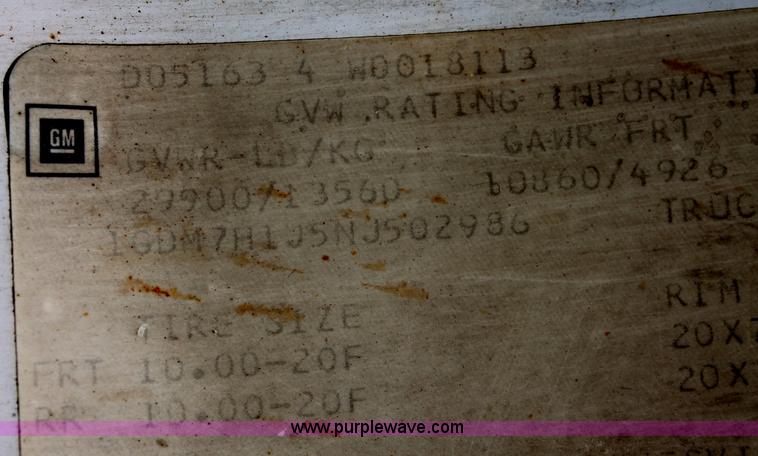 D05163 4 W0018113
GVW RATING INFORMATI
GM
GVWR-LB/KG GAWR FRT
29900/13560 10860/4926
1GDM7H1J5NJ502986 TRUC
TIRE SIZE RIM
FRT 10.00-20F 20X7
RR 10.00-20F 20X
www.purplewave.com